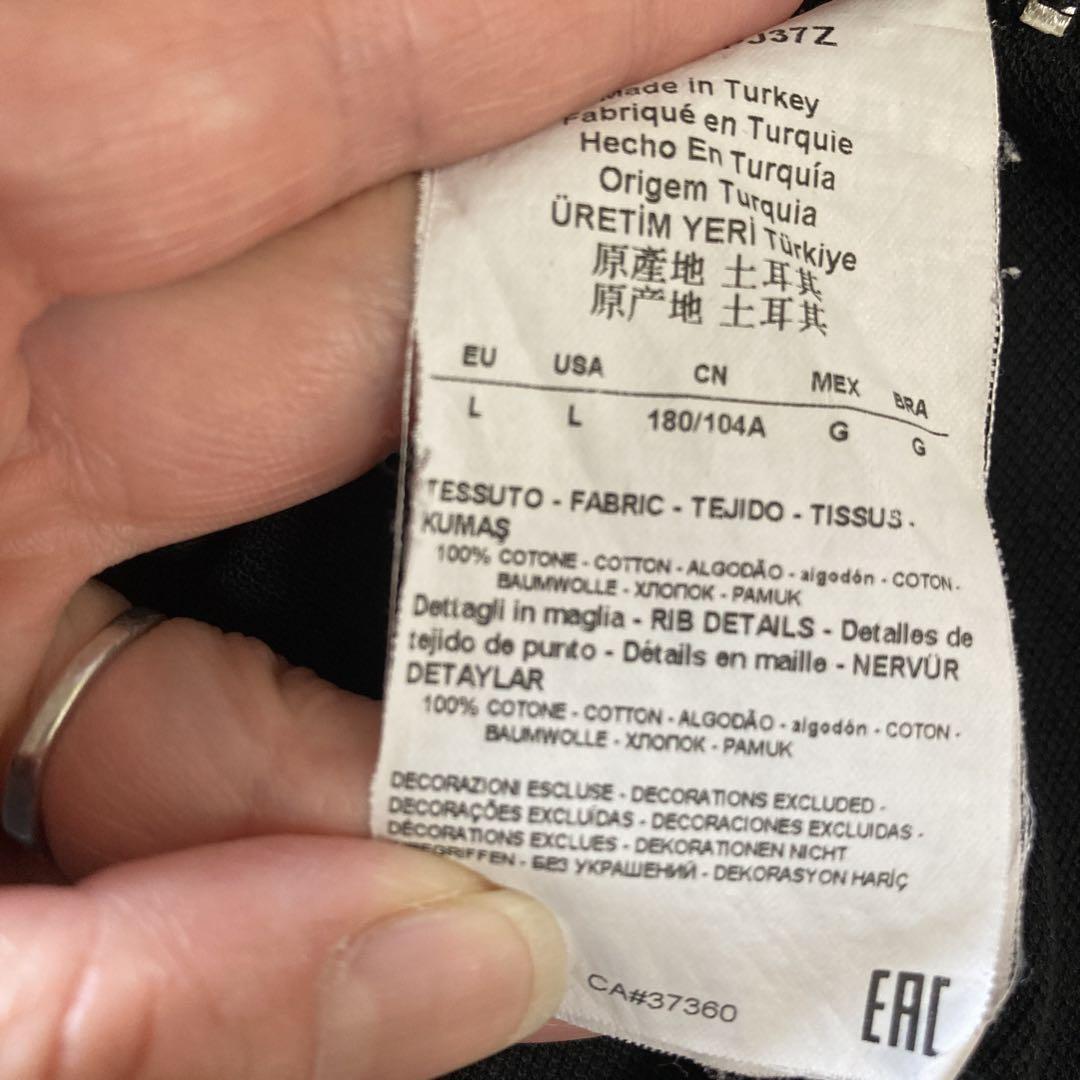 037Z
Made in Turkey
Fabriqué en Turquie
Hecho En Turquía
Origem Turquia
ÜRETİM YERİ Türkiye
原產地 土耳其
原产地 土耳其
EU USA CN MEX BRA
L L 180/104A G G
TESSUTO - FABRIC - TEJIDO - TISSUS -
KUMAŞ
100% COTONE - COTTON - ALGODÃO - algodón - COTON -
BAUMWOLLE - ХЛОПОК - PAMUK
Dettagli in maglia - RIB DETAILS - Detalles de
tejido de punto - Détails en maille - NERVÜR
DETAYLAR
100% COTONE - COTTON - ALGODÃO - algodón - COTON -
BAUMWOLLE - ХЛОПОК - PAMUK
DECORAZIONI ESCLUSE - DECORATIONS EXCLUDED -
DECORAÇÕES EXCLUÍDAS - DECORACIONES EXCLUIDAS -
DÉCORATIONS EXCLUES - DEKORATIONEN NICHT
- БЕЗ УКРАШЕНИЙ - DEKORASYON HARİÇ
CA#37360
EAC